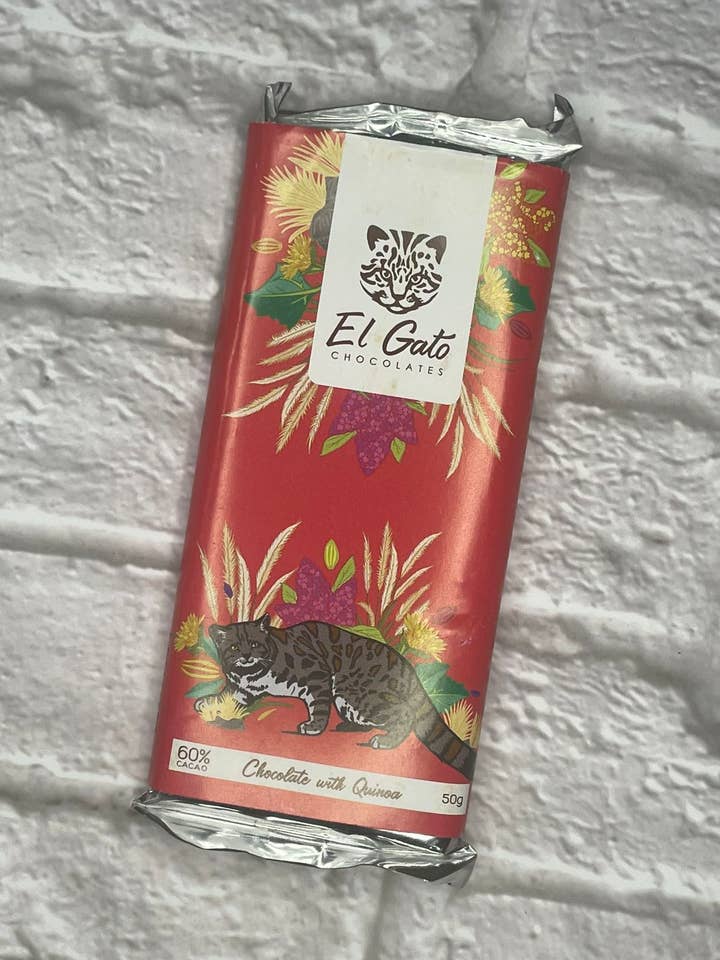 El Gato
CHOCOLATES
60%
CACAO
Chocolate with Quinoa
50g